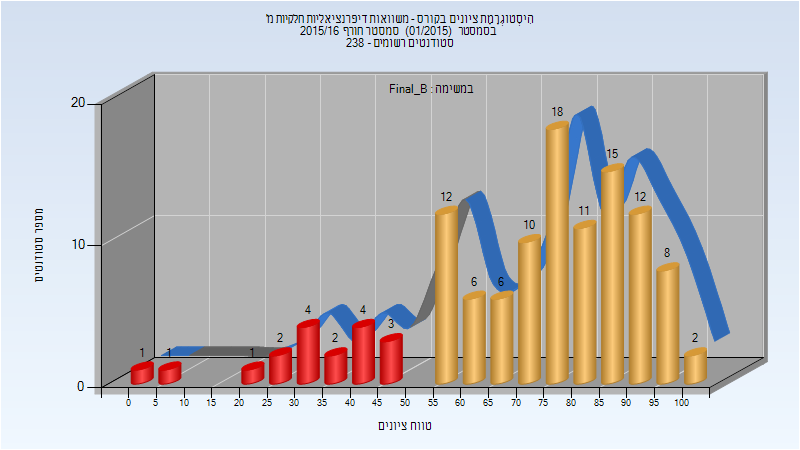 היסטוגרמת ציונים בקורס - משוואות דיפרנציאליות חלקיות מ'
בסמסטר (01/2015) סמסטר חורף 2015/16
238 - סטודנטים רשומים
במשימה : Final_B
מספר סטודנטים
20
10
0
1 1 1 2 4 2 4 3 12 6 6 10 18 11 15 12 8 2
0 5 10 15 20 25 30 35 40 45 55 60 65 70 75 80 85 90 95 100
טווח ציונים